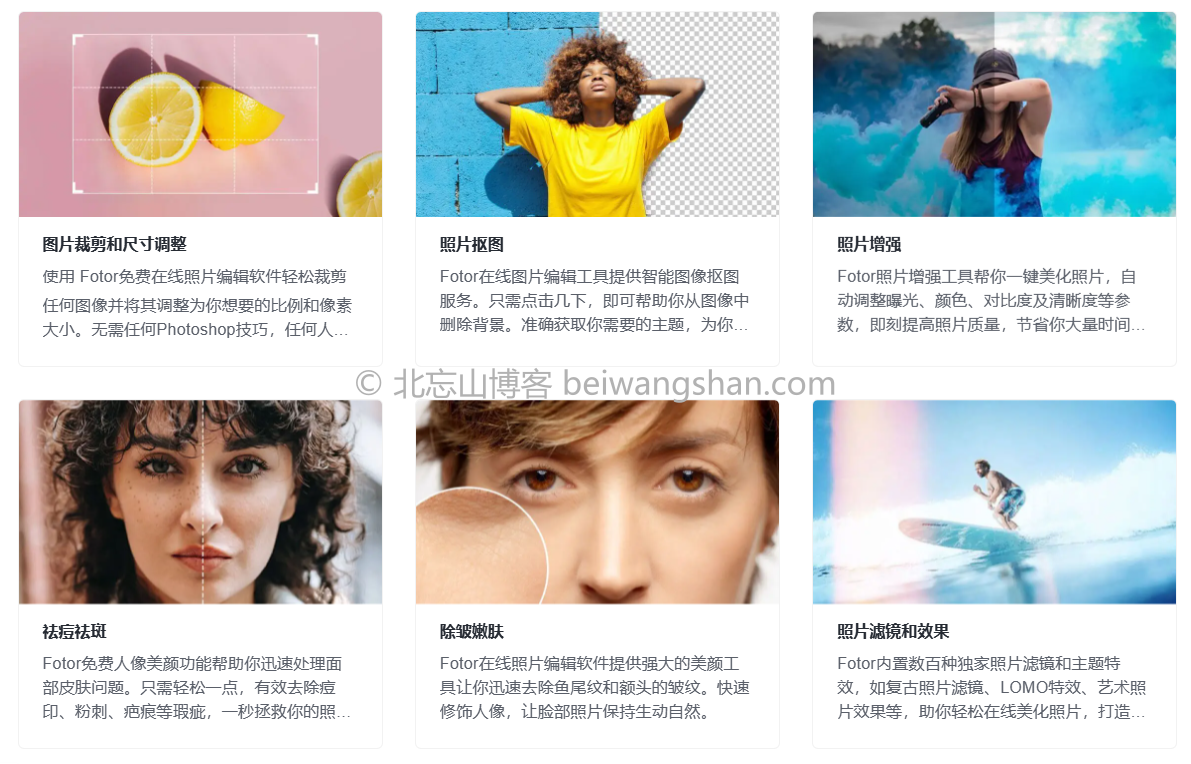 图片裁剪和尺寸调整
使用 Fotor免费在线照片编辑软件轻松裁剪
任何图像并将其调整为你想要的比例和像素
大小。无需任何Photoshop技巧，任何人...
照片抠图
Fotor在线图片编辑工具提供智能图像抠图
服务。只需点击几下，即可帮助你从图像中
删除背景。准确获取你需要的主题，为你...
照片增强
Fotor照片增强工具帮你一键美化照片，自
动调整曝光、颜色、对比度及清晰度等参
数，即刻提高照片质量，节省你大量时间...
© 北忘山博客 beiwangshan.com
祛痘祛斑
Fotor免费人像美颜功能帮助你迅速处理面
部皮肤问题。只需轻松一点，有效去除痘
印、粉刺、疤痕等瑕疵，一秒拯救你的照...
除皱嫩肤
Fotor在线照片编辑软件提供强大的美颜工
具让你迅速去除鱼尾纹和额头的皱纹。快速
修饰人像，让脸部照片保持生动自然。
照片滤镜和效果
Fotor内置数百种独家照片滤镜和主题特
效，如复古照片滤镜、LOMO特效、艺术照
片效果等，助你轻松在线美化照片，打造...